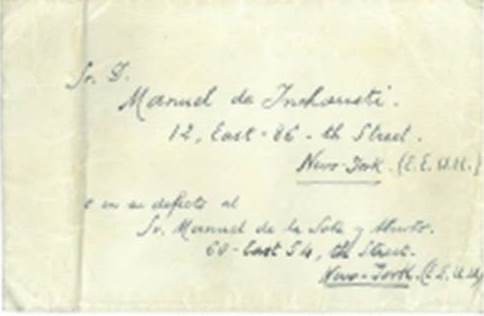 Sr. D.
Manuel de Inchausti.
12, East-86-th Street.
New-York. (E.E.U.U.)
o en su defecto al
Sr. Manuel de la Sota y Aburto.
60-East 54, th Street.
New-York. (E.E.U.U)